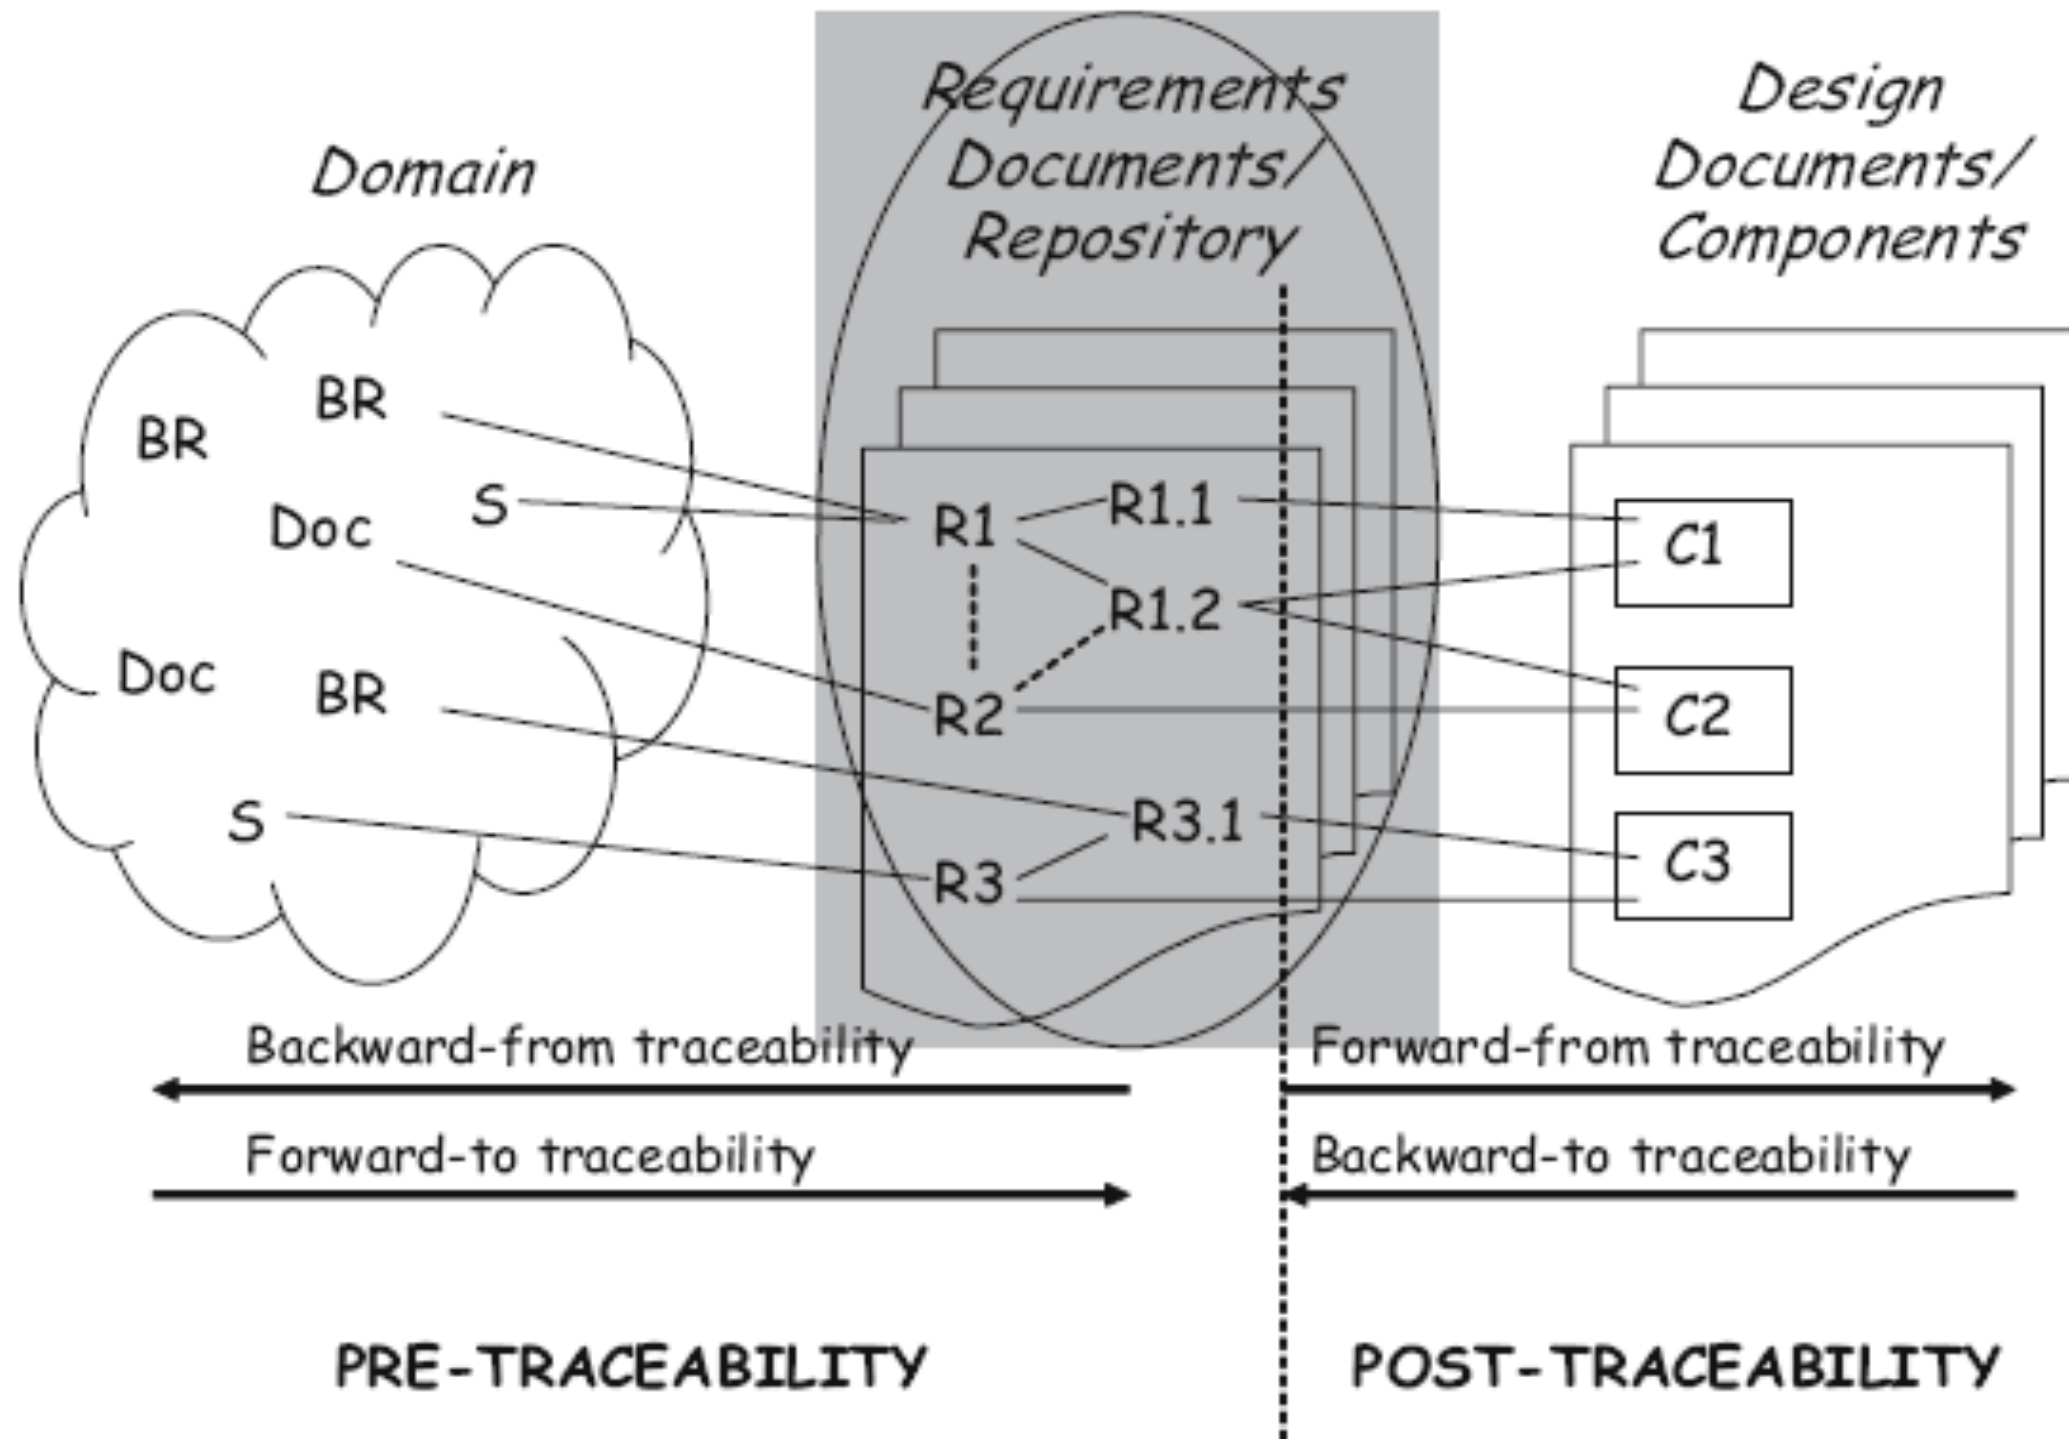 Domain
Requirements
Documents/
Repository
Design
Documents/
Components
BR
BR
S
Doc
Doc
BR
S
R1
R1.1
R1.2
R2
R3.1
R3
C1
C2
C3
Backward-from traceability
Forward-from traceability
Forward-to traceability
Backward-to traceability
PRE-TRACEABILITY
POST-TRACEABILITY